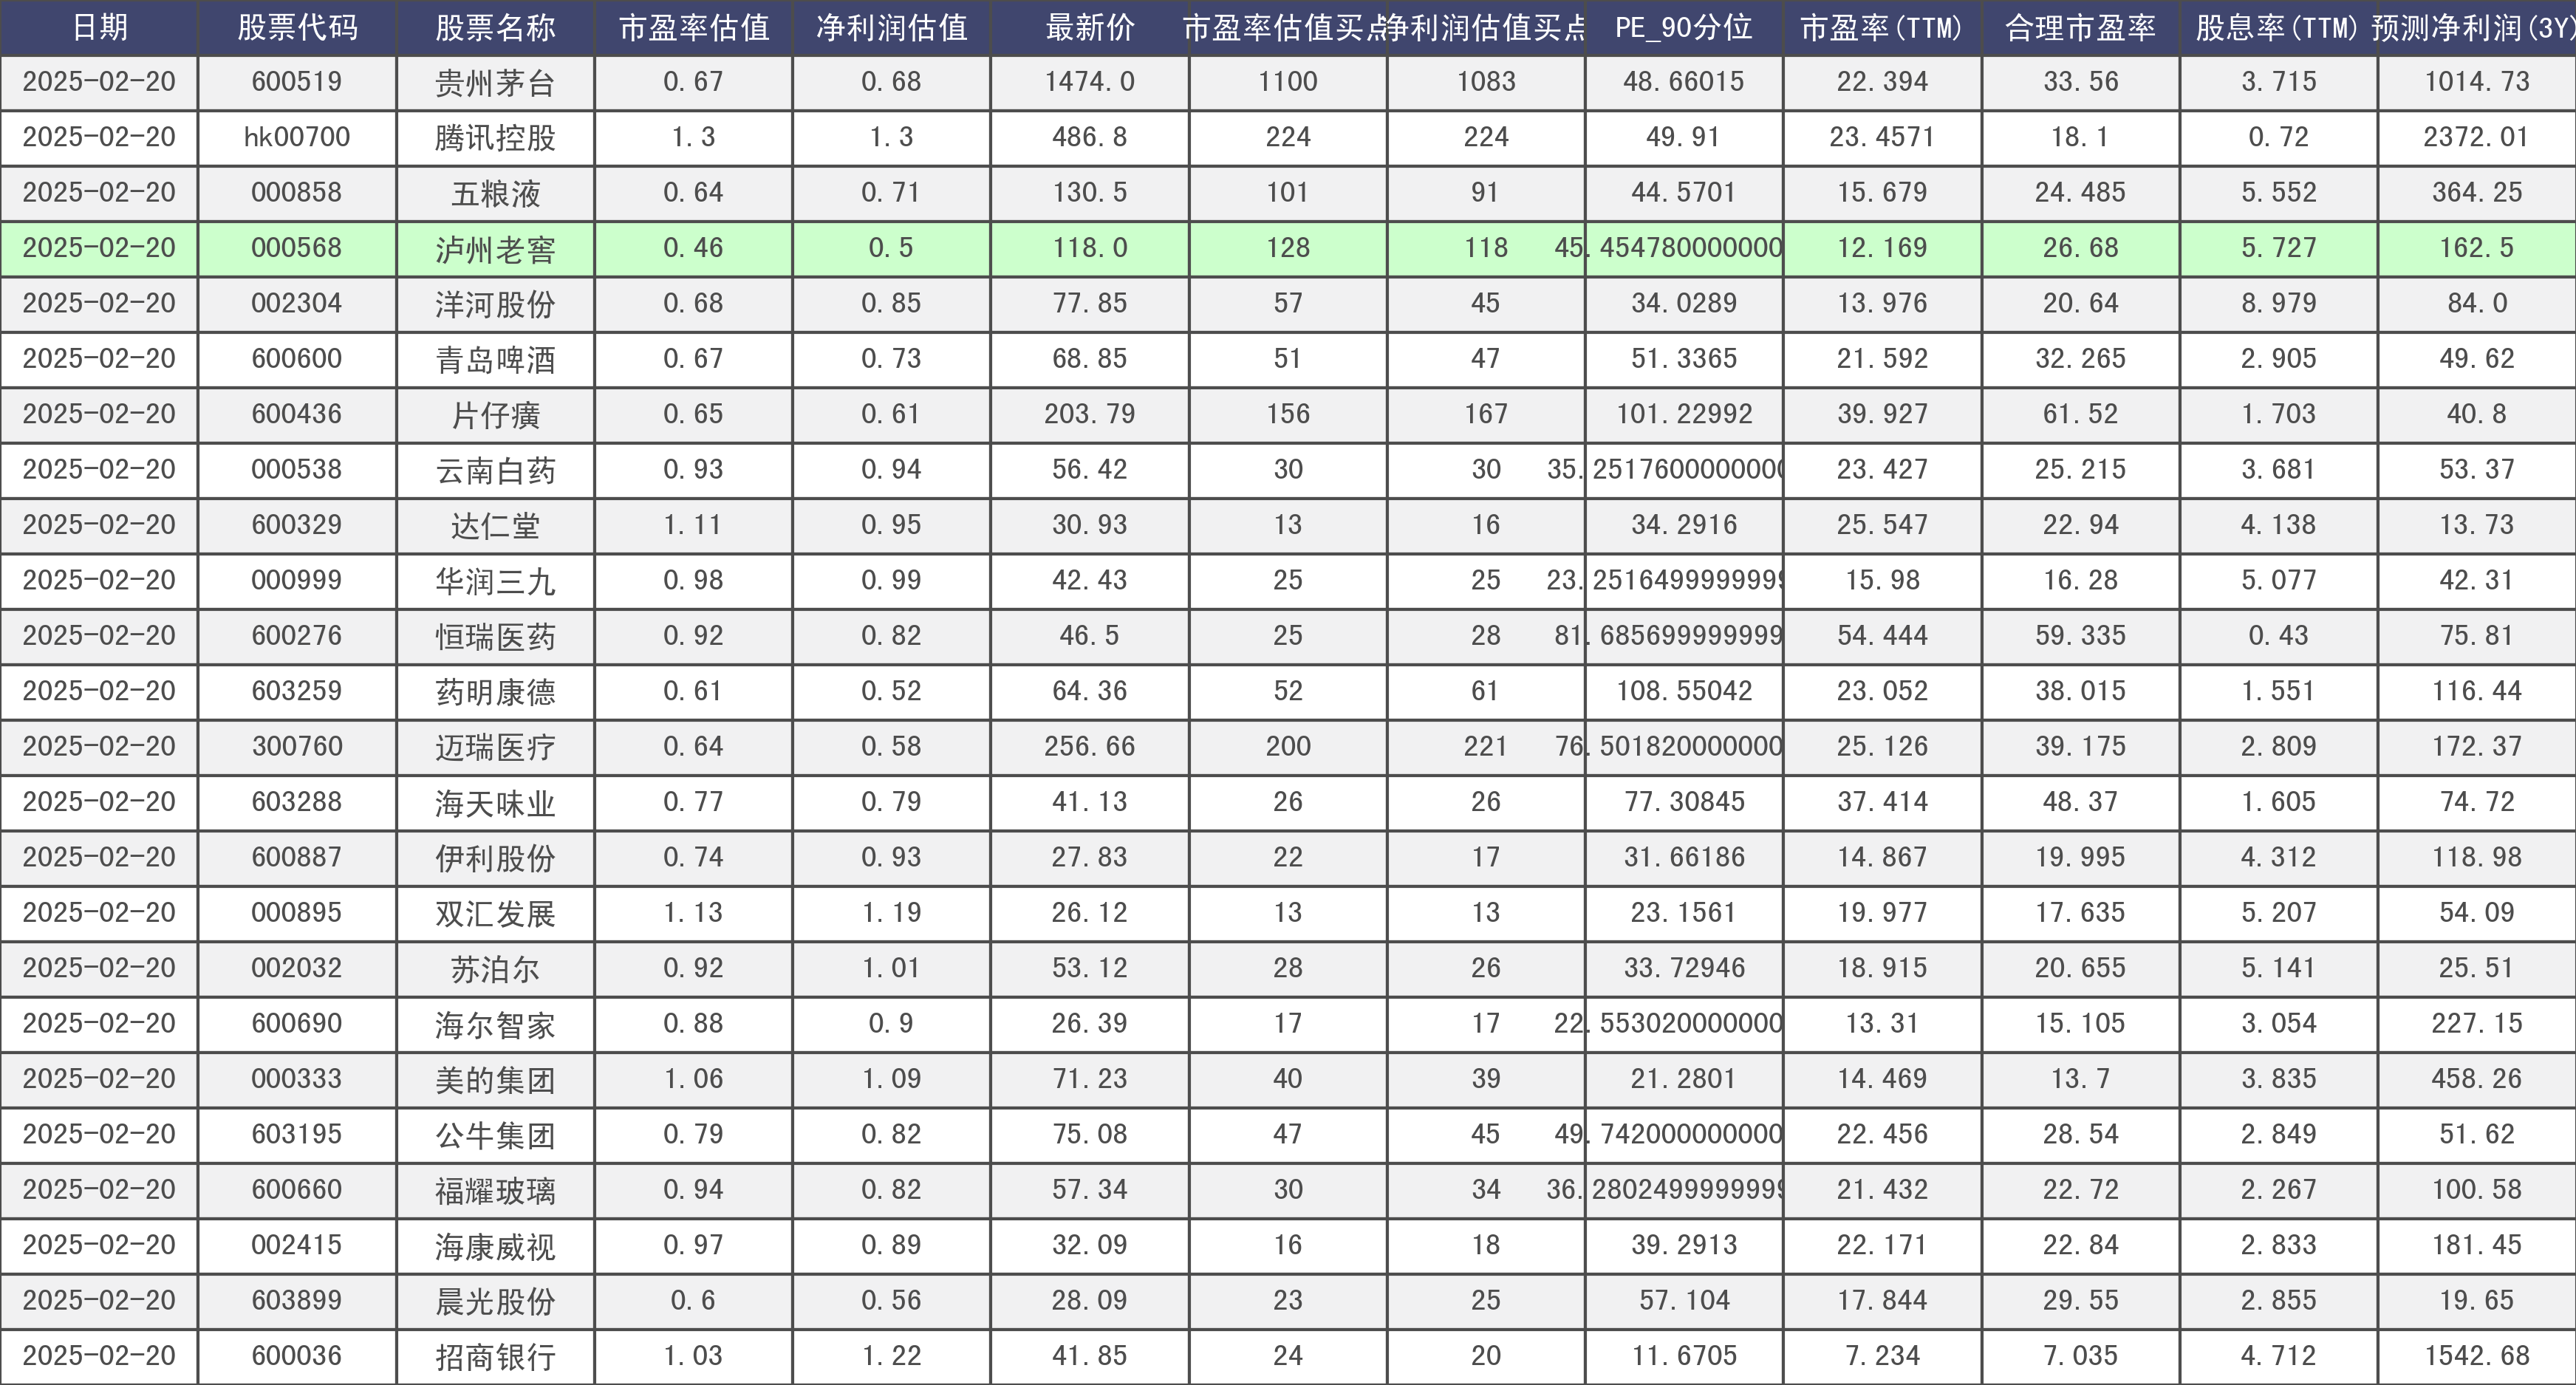 日期 股票代码 股票名称 市盈率估值 净利润估值 最新价 市盈率估值买点 净利润估值买点 PE_90分位 市盈率(TTM) 合理市盈率 股息率(TTM) 预测净利润(3Y)
2025-02-20 600519 贵州茅台 0.67 0.68 1474.0 1100 1083 48.66015 22.394 33.56 3.715 1014.73
2025-02-20 hk00700 腾讯控股 1.3 1.3 486.8 224 224 49.91 23.4571 18.1 0.72 2372.01
2025-02-20 000858 五粮液 0.64 0.71 130.5 101 91 44.5701 15.679 24.485 5.552 364.25
2025-02-20 000568 泸州老窖 0.46 0.5 118.0 128 118 45.454780000000 12.169 26.68 5.727 162.5
2025-02-20 002304 洋河股份 0.68 0.85 77.85 57 45 34.0289 13.976 20.64 8.979 84.0
2025-02-20 600600 青岛啤酒 0.67 0.73 68.85 51 47 51.3365 21.592 32.265 2.905 49.62
2025-02-20 600436 片仔癀 0.65 0.61 203.79 156 167 101.22992 39.927 61.52 1.703 40.8
2025-02-20 000538 云南白药 0.93 0.94 56.42 30 30 35.2517600000000 23.427 25.215 3.681 53.37
2025-02-20 600329 达仁堂 1.11 0.95 30.93 13 16 34.2916 25.547 22.94 4.138 13.73
2025-02-20 000999 华润三九 0.98 0.99 42.43 25 25 23.2516499999999 15.98 16.28 5.077 42.31
2025-02-20 600276 恒瑞医药 0.92 0.82 46.5 25 28 81.685699999999 54.444 59.335 0.43 75.81
2025-02-20 603259 药明康德 0.61 0.52 64.36 52 61 108.55042 23.052 38.015 1.551 116.44
2025-02-20 300760 迈瑞医疗 0.64 0.58 256.66 200 221 76.501820000000 25.126 39.175 2.809 172.37
2025-02-20 603288 海天味业 0.77 0.79 41.13 26 26 77.30845 37.414 48.37 1.605 74.72
2025-02-20 600887 伊利股份 0.74 0.93 27.83 22 17 31.66186 14.867 19.995 4.312 118.98
2025-02-20 000895 双汇发展 1.13 1.19 26.12 13 13 23.1561 19.977 17.635 5.207 54.09
2025-02-20 002032 苏泊尔 0.92 1.01 53.12 28 26 33.72946 18.915 20.655 5.141 25.51
2025-02-20 600690 海尔智家 0.88 0.9 26.39 17 17 22.553020000000 13.31 15.105 3.054 227.15
2025-02-20 000333 美的集团 1.06 1.09 71.23 40 39 21.2801 14.469 13.7 3.835 458.26
2025-02-20 603195 公牛集团 0.79 0.82 75.08 47 45 49.742000000000 22.456 28.54 2.849 51.62
2025-02-20 600660 福耀玻璃 0.94 0.82 57.34 30 34 36.2802499999999 21.432 22.72 2.267 100.58
2025-02-20 002415 海康威视 0.97 0.89 32.09 16 18 39.2913 22.171 22.84 2.833 181.45
2025-02-20 603899 晨光股份 0.6 0.56 28.09 23 25 57.104 17.844 29.55 2.855 19.65
2025-02-20 600036 招商银行 1.03 1.22 41.85 24 20 11.6705 7.234 7.035 4.712 1542.68